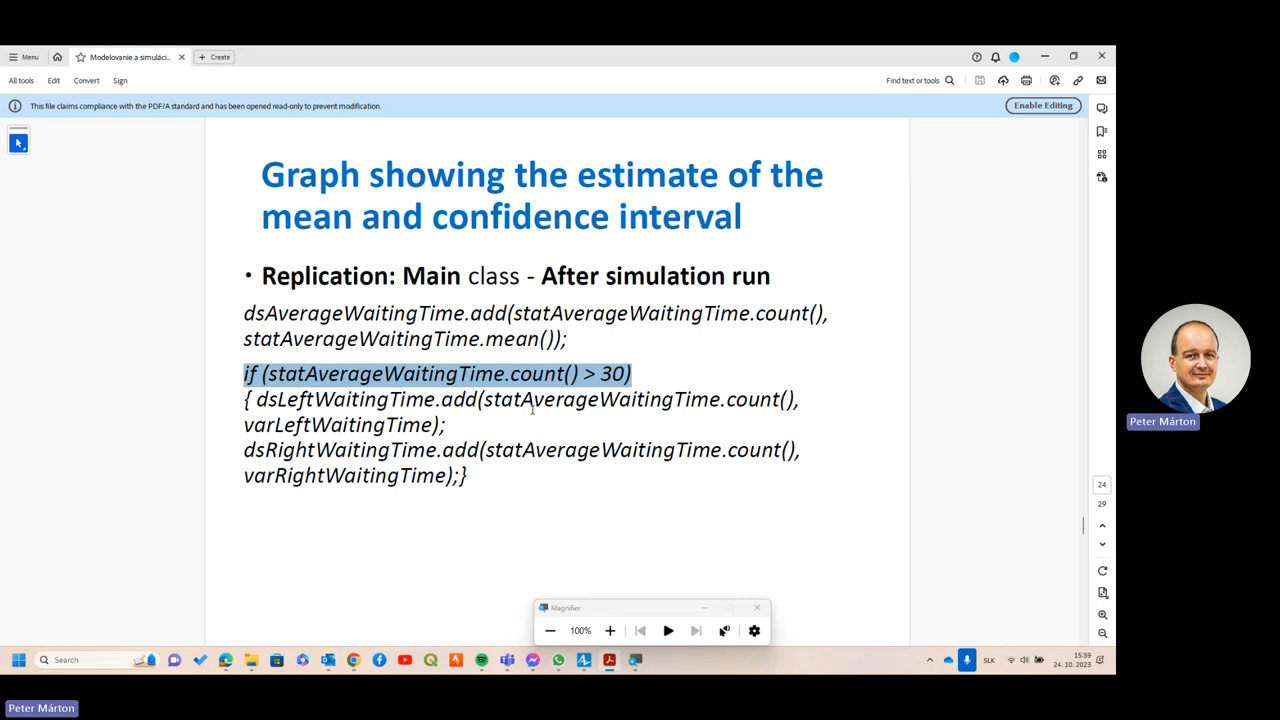 Menu
Modelovanie a simuláci..
Create
All tools
Edit
Convert
Sign
Find text or tools
This file claims compliance with the PDF/A standard and has been opened read-only to prevent modification.
Enable Editing
Graph showing the estimate of the
mean and confidence interval
• Replication: Main class - After simulation run
dsAverageWaitingTime.add(statAverageWaitingTime.count(),
statAverageWaitingTime.mean());
if (statAverageWaitingTime.count() > 30)
{ dsLeftWaitingTime.add(statAverageWaitingTime.count(),
varLeftWaitingTime);
dsRightWaitingTime.add(statAverageWaitingTime.count(),
varRightWaitingTime);}
Peter Márton
24
29
Magnifier
100%
Search
SLK
15:59
24. 10. 2023
Peter Márton